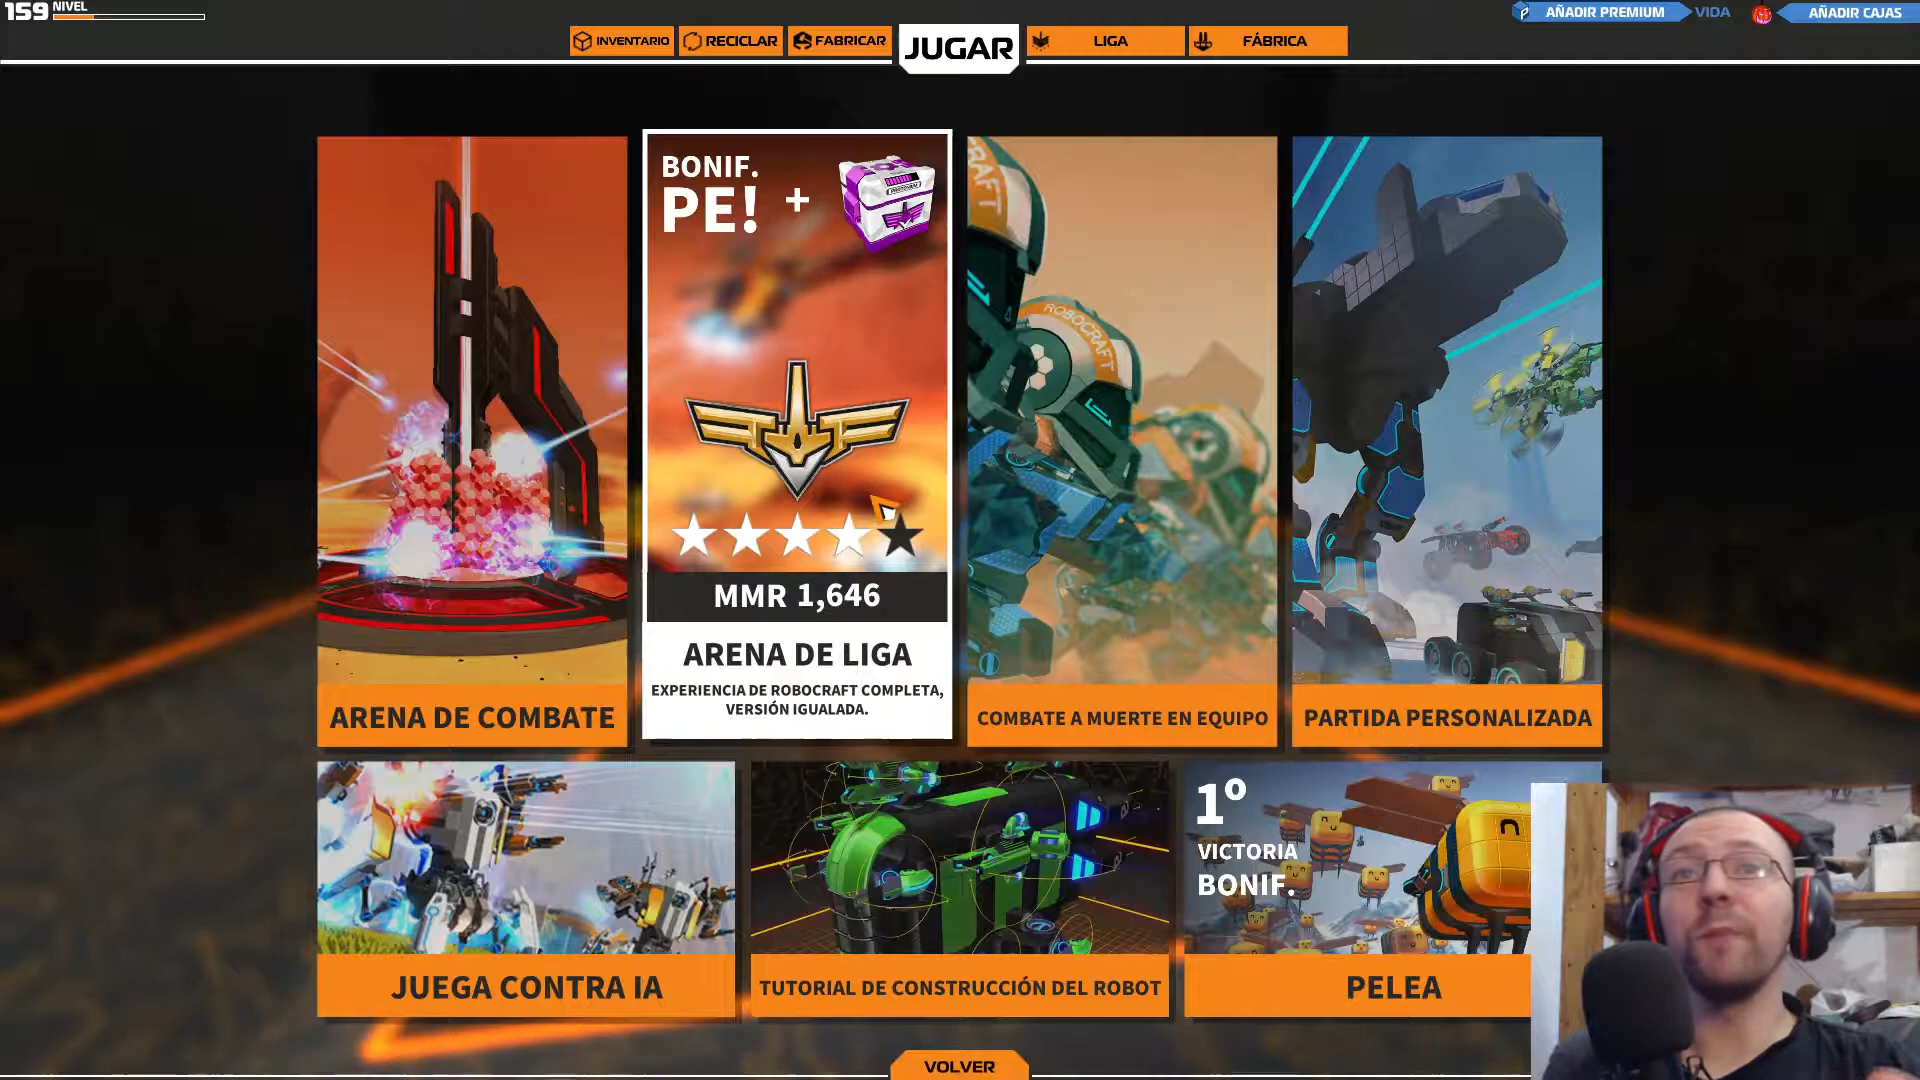 159 NIVEL
AÑADIR PREMIUM VIDA AÑADIR CAJAS
INVENTARIO RECICLAR FABRICAR JUGAR LIGA FÁBRICA
BONIF.
PE! +
ROBOCRAFT
MMR 1,646
ARENA DE LIGA
EXPERIENCIA DE ROBOCRAFT COMPLETA,
VERSIÓN IGUALADA.
ARENA DE COMBATE
COMBATE A MUERTE EN EQUIPO
PARTIDA PERSONALIZADA
1º
VICTORIA
BONIF.
JUEGA CONTRA IA
TUTORIAL DE CONSTRUCCIÓN DEL ROBOT
PELEA
VOLVER